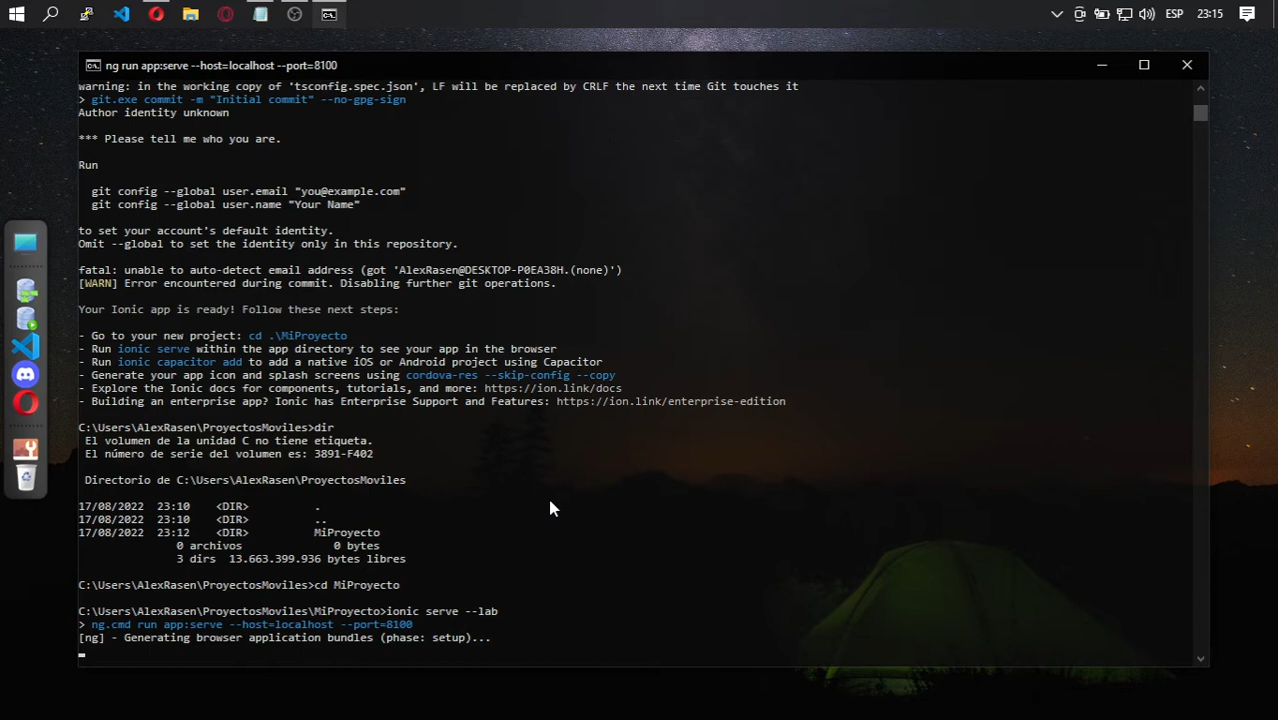 ESP 23:15
ng run app:serve --host=localhost --port=8100
warning: in the working copy of 'tsconfig.spec.json', LF will be replaced by CRLF the next time Git touches it
> git.exe commit -m "Initial commit" --no-gpg-sign
Author identity unknown
*** Please tell me who you are.
Run
git config --global user.email "you@example.com"
git config --global user.name "Your Name"
to set your account's default identity.
Omit --global to set the identity only in this repository.
fatal: unable to auto-detect email address (got 'AlexRasen@DESKTOP-P0EA38H.(none)')
[WARN] Error encountered during commit. Disabling further git operations.
Your Ionic app is ready! Follow these next steps:
- Go to your new project: cd .\MiProyecto
- Run ionic serve within the app directory to see your app in the browser
- Run ionic capacitor add to add a native iOS or Android project using Capacitor
- Generate your app icon and splash screens using cordova-res --skip-config --copy
- Explore the Ionic docs for components, tutorials, and more: https://ion.link/docs
- Building an enterprise app? Ionic has Enterprise Support and Features: https://ion.link/enterprise-edition
C:\Users\AlexRasen\ProyectosMoviles>dir
El volumen de la unidad C no tiene etiqueta.
El número de serie del volumen es: 3891-F402
Directorio de C:\Users\AlexRasen\ProyectosMoviles
17/08/2022 23:10 <DIR> .
17/08/2022 23:10 <DIR> ..
17/08/2022 23:12 <DIR> MiProyecto
0 archivos 0 bytes
3 dirs 13.663.399.936 bytes libres
C:\Users\AlexRasen\ProyectosMoviles>cd MiProyecto
C:\Users\AlexRasen\ProyectosMoviles\MiProyecto>ionic serve --lab
> ng.cmd run app:serve --host=localhost --port=8100
[ng] - Generating browser application bundles (phase: setup)...